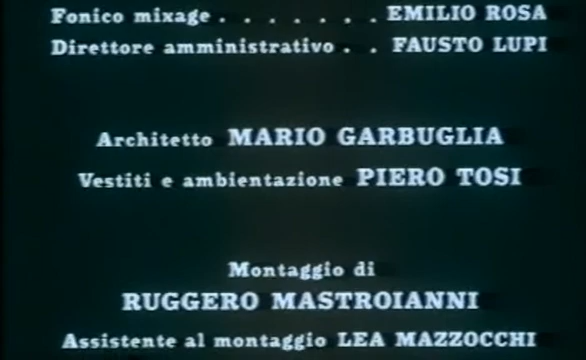 Fonico mixage . . . . . . . EMILIO ROSA
Direttore amministrativo . . FAUSTO LUPI
Architetto MARIO GARBUGLIA
Vestiti e ambientazione PIERO TOSI
Montaggio di
RUGGERO MASTROIANNI
Assistente al montaggio LEA MAZZOCCHI